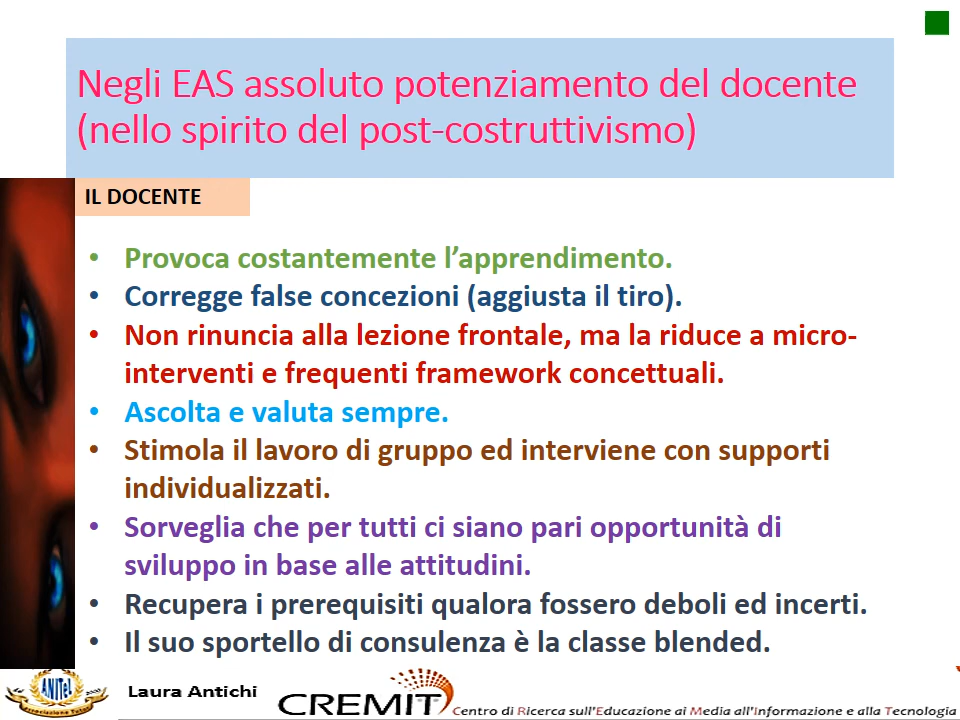 Negli EAS assoluto potenziamento del docente
(nello spirito del post-costruttivismo)
IL DOCENTE
• Provoca costantemente l’apprendimento.
• Corregge false concezioni (aggiusta il tiro).
• Non rinuncia alla lezione frontale, ma la riduce a micro-
interventi e frequenti framework concettuali.
• Ascolta e valuta sempre.
• Stimola il lavoro di gruppo ed interviene con supporti
individualizzati.
• Sorveglia che per tutti ci siano pari opportunità di
sviluppo in base alle attitudini.
• Recupera i prerequisiti qualora fossero deboli ed incerti.
• Il suo sportello di consulenza è la classe blended.
ANITeL
Laura Antichi
CREMIT Centro di Ricerca sull'Educazione ai Media all'Informazione e alla Tecnologia